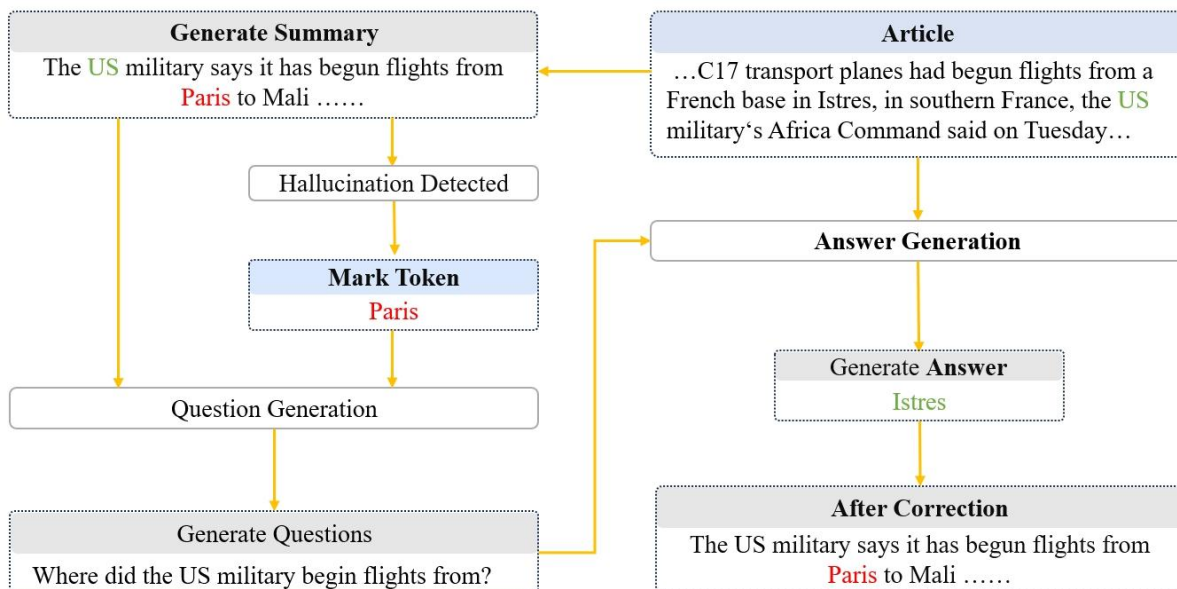 Generate Summary
The US military says it has begun flights from
Paris to Mali ……
Article
…C17 transport planes had begun flights from a
French base in Istres, in southern France, the US
military‘s Africa Command said on Tuesday…
Hallucination Detected
Mark Token
Paris
Question Generation
Generate Questions
Where did the US military begin flights from?
Answer Generation
Generate Answer
Istres
After Correction
The US military says it has begun flights from
Paris to Mali ……